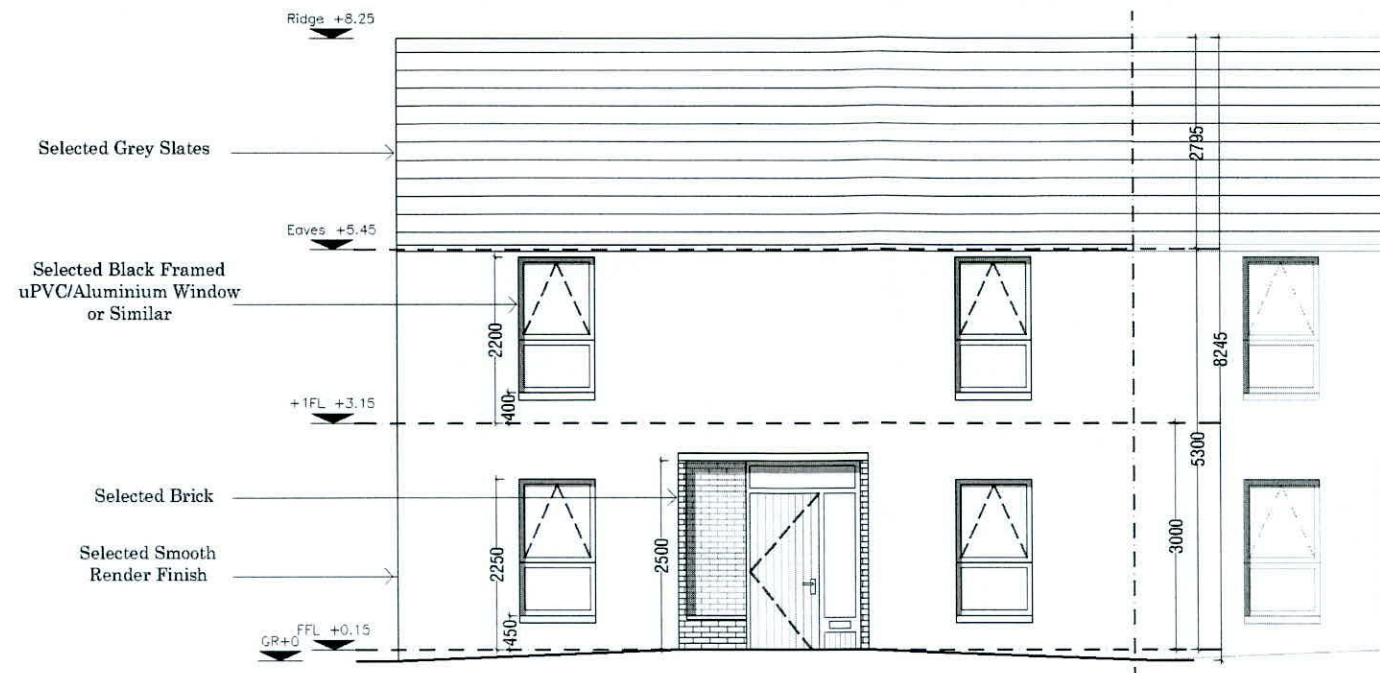 Ridge +8.25
Selected Grey Slates
2795
Eaves +5.45
Selected Black Framed
uPVC/Aluminium Window
or Similar
2200
8245
400
+1FL +3.15
5300
Selected Brick
2250
2500
3000
Selected Smooth
Render Finish
450
FFL +0.15
GR+0